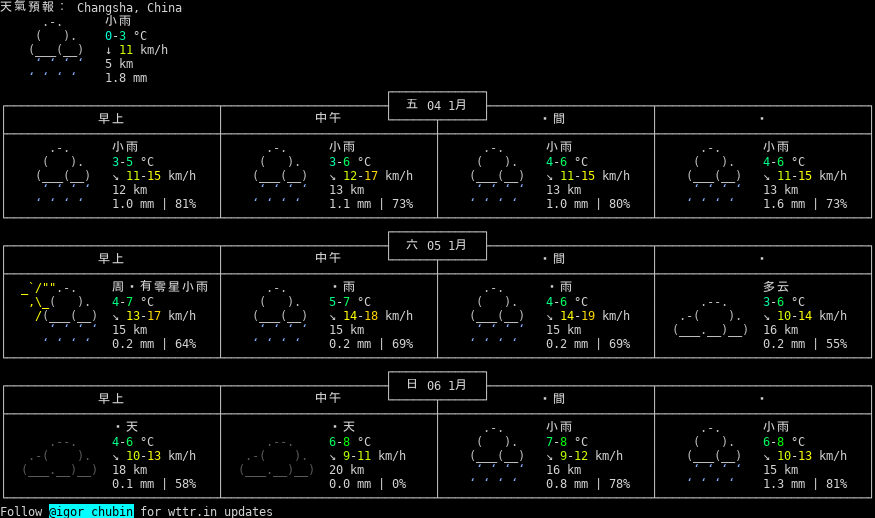 天氣預報： Changsha, China
小雨
0-3 °C
↓ 11 km/h
5 km
1.8 mm
五 04 1月
早上 中午 ・間 ・
小雨 小雨 小雨 小雨
3-5 °C 3-6 °C 4-6 °C 4-6 °C
↘ 11-15 km/h ↘ 12-17 km/h ↘ 11-15 km/h ↘ 11-15 km/h
12 km 13 km 13 km 13 km
1.0 mm | 81% 1.1 mm | 73% 1.0 mm | 80% 1.6 mm | 73%
六 05 1月
早上 中午 ・間 ・
周・有零星小雨 ・雨 ・雨 多云
4-7 °C 5-7 °C 4-6 °C 3-6 °C
↘ 13-17 km/h ↘ 14-18 km/h ↘ 14-19 km/h ↘ 10-14 km/h
15 km 15 km 15 km 16 km
0.2 mm | 64% 0.2 mm | 69% 0.2 mm | 69% 0.2 mm | 55%
日 06 1月
早上 中午 ・間 ・
・天 ・天 小雨 小雨
4-6 °C 6-8 °C 7-8 °C 6-8 °C
↘ 10-13 km/h ↘ 9-11 km/h ↘ 9-12 km/h ↘ 10-13 km/h
18 km 20 km 16 km 15 km
0.1 mm | 58% 0.0 mm | 0% 0.8 mm | 78% 1.3 mm | 81%
Follow @igor_chubin for wttr.in updates